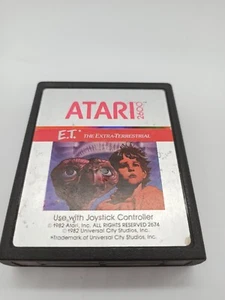 ATARI 2600
E.T.* THE EXTRA-TERRESTRIAL
Use with Joystick Controller
©1982 Atari, Inc. ALL RIGHTS RESERVED 2674
©1982 Universal City Studios, Inc.
*Trademark of Universal City Studios, Inc.